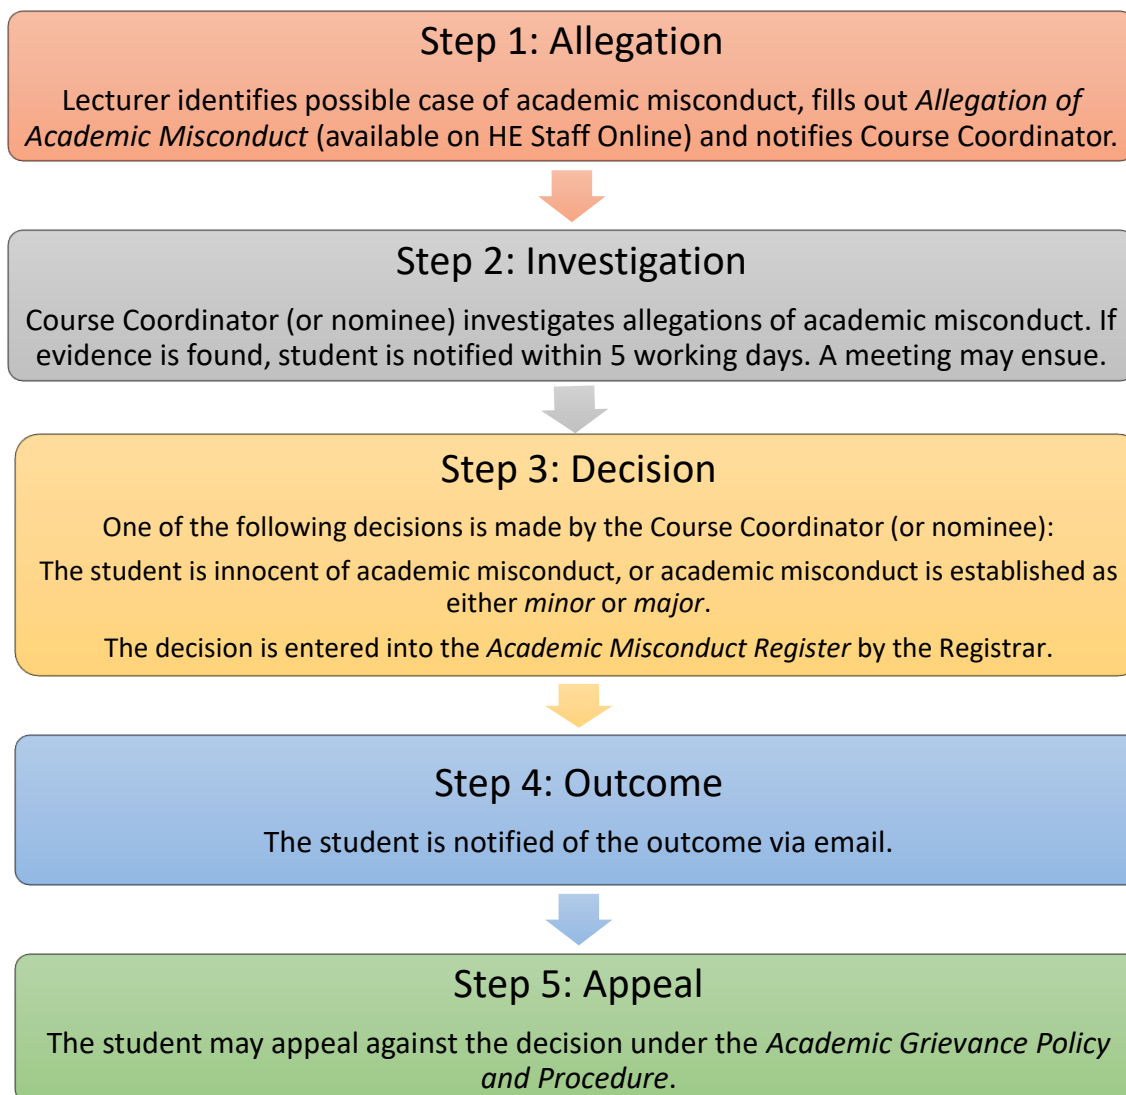 Step 1: Allegation
Lecturer identifies possible case of academic misconduct, fills out Allegation of
Academic Misconduct (available on HE Staff Online) and notifies Course Coordinator.
Step 2: Investigation
Course Coordinator (or nominee) investigates allegations of academic misconduct. If
evidence is found, student is notified within 5 working days. A meeting may ensue.
Step 3: Decision
One of the following decisions is made by the Course Coordinator (or nominee):
The student is innocent of academic misconduct, or academic misconduct is established as
either minor or major.
The decision is entered into the Academic Misconduct Register by the Registrar.
Step 4: Outcome
The student is notified of the outcome via email.
Step 5: Appeal
The student may appeal against the decision under the Academic Grievance Policy
and Procedure.